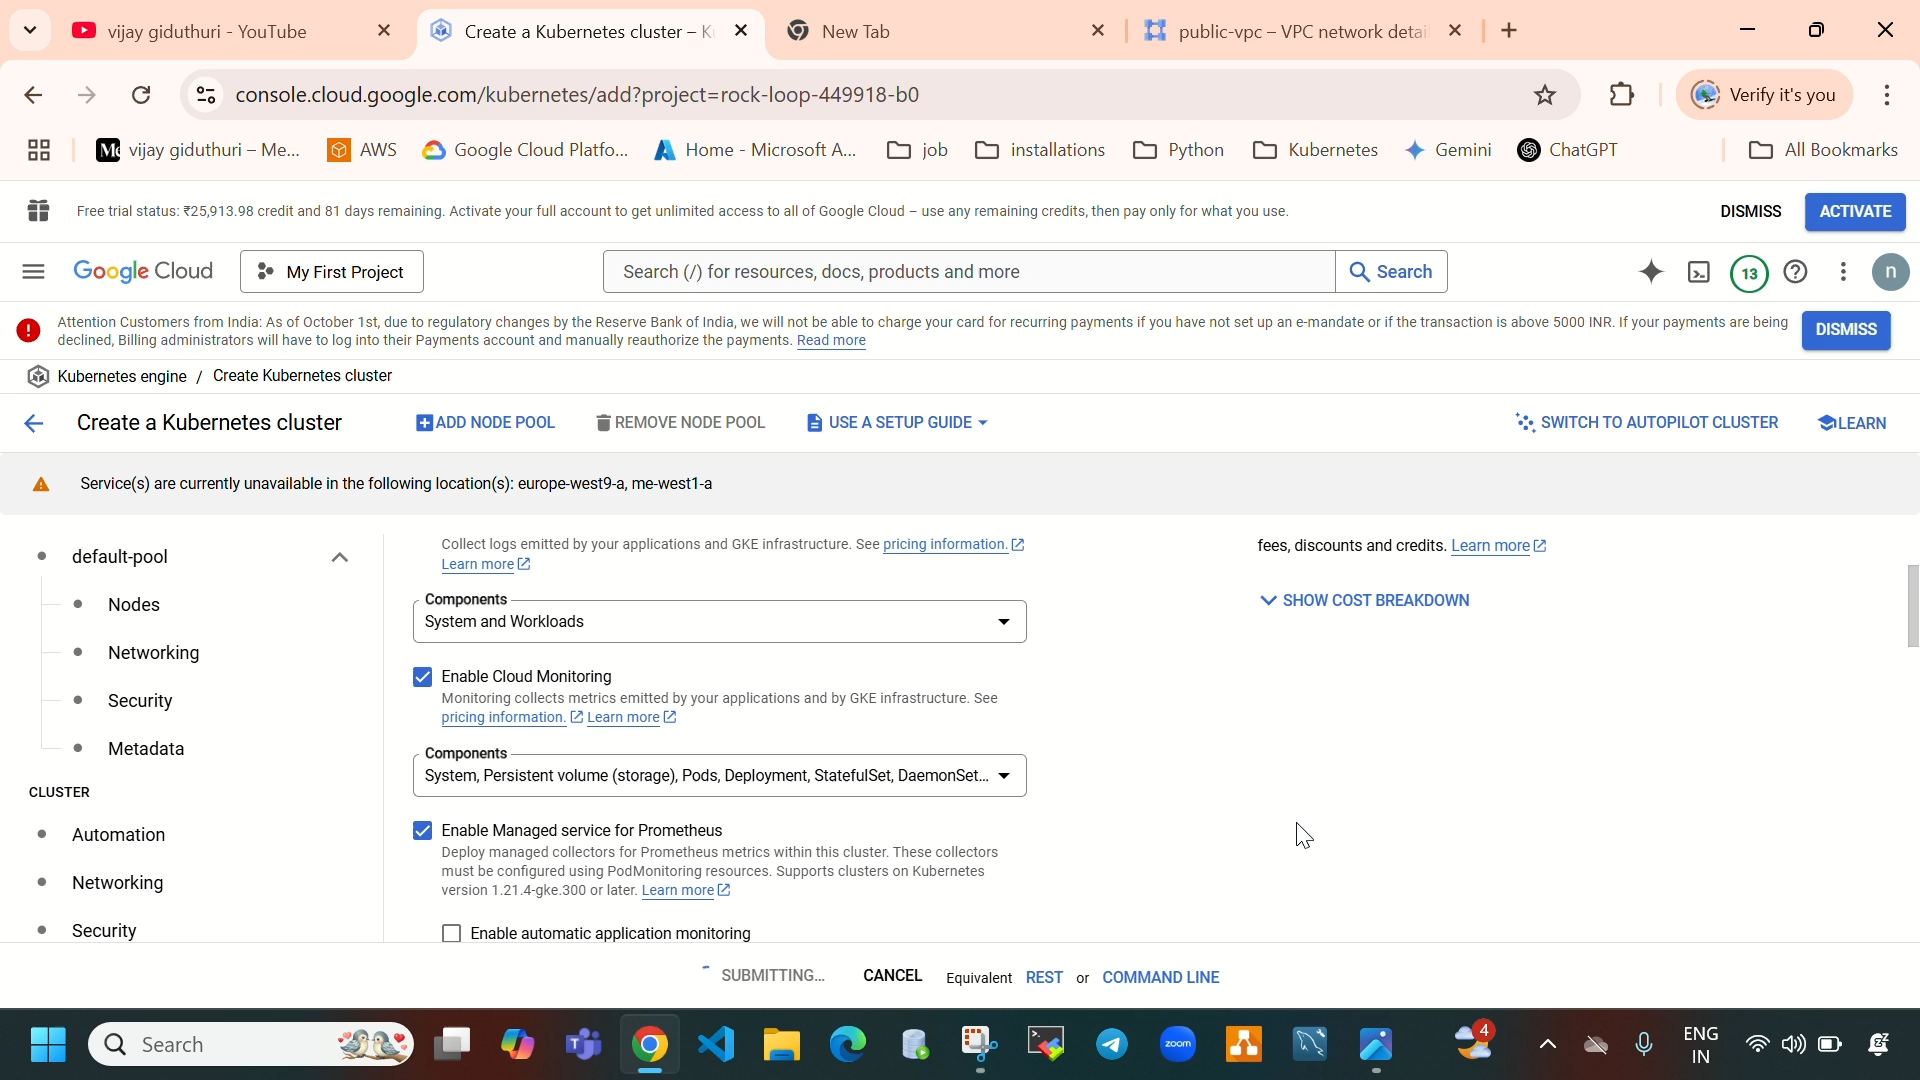 vijay giduthuri - YouTube
Create a Kubernetes cluster – K
New Tab
public-vpc – VPC network detai
console.cloud.google.com/kubernetes/add?project=rock-loop-449918-b0
Verify it's you
vijay giduthuri – Me...
AWS
Google Cloud Platfo...
Home - Microsoft A...
job
installations
Python
Kubernetes
Gemini
ChatGPT
All Bookmarks
Free trial status: ₹25,913.98 credit and 81 days remaining. Activate your full account to get unlimited access to all of Google Cloud – use any remaining credits, then pay only for what you use.
DISMISS
ACTIVATE
Google Cloud
My First Project
Search (/) for resources, docs, products and more
Search
13
n
Attention Customers from India: As of October 1st, due to regulatory changes by the Reserve Bank of India, we will not be able to charge your card for recurring payments if you have not set up an e-mandate or if the transaction is above 5000 INR. If your payments are being
declined, Billing administrators will have to log into their Payments account and manually reauthorize the payments. Read more
DISMISS
Kubernetes engine / Create Kubernetes cluster
Create a Kubernetes cluster
ADD NODE POOL
REMOVE NODE POOL
USE A SETUP GUIDE
SWITCH TO AUTOPILOT CLUSTER
LEARN
Service(s) are currently unavailable in the following location(s): europe-west9-a, me-west1-a
default-pool
Nodes
Networking
Security
Metadata
CLUSTER
Automation
Networking
Security
Collect logs emitted by your applications and GKE infrastructure. See pricing information.
Learn more
Components
System and Workloads
Enable Cloud Monitoring
Monitoring collects metrics emitted by your applications and by GKE infrastructure. See
pricing information. Learn more
Components
System, Persistent volume (storage), Pods, Deployment, StatefulSet, DaemonSet...
Enable Managed service for Prometheus
Deploy managed collectors for Prometheus metrics within this cluster. These collectors
must be configured using PodMonitoring resources. Supports clusters on Kubernetes
version 1.21.4-gke.300 or later. Learn more
Enable automatic application monitoring
fees, discounts and credits. Learn more
SHOW COST BREAKDOWN
SUBMITTING...
CANCEL
Equivalent REST or COMMAND LINE
Search
zoom
4
ENG
IN